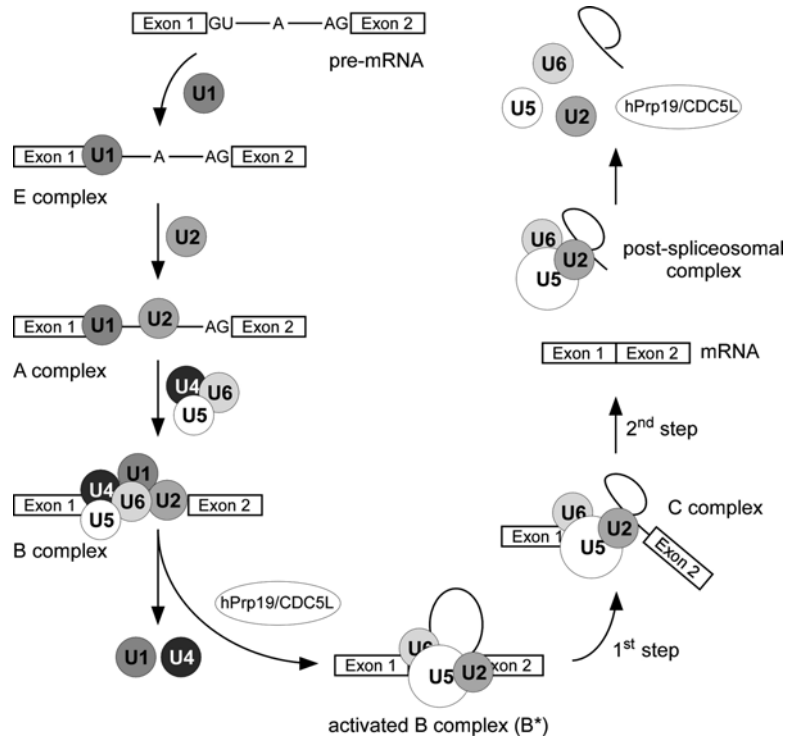 Exon 1 GU A AG Exon 2
pre-mRNA
U1
Exon 1 U1 A AG Exon 2
E complex
U2
Exon 1 U1 U2 AG Exon 2
A complex
U4 U6
U5
U1
U4 U6 U2
Exon 1 Exon 2
U5
B complex
hPrp19/CDC5L
U1 U4
U6
Exon 1 U5 U2 Exon 2
activated B complex (B*)
1st step
C complex
U6
U2
Exon 1 U5
Exon 2
2nd step
Exon 1 Exon 2 mRNA
U6
U2
U5
post-spliceosomal
complex
U6
U5 U2
hPrp19/CDC5L